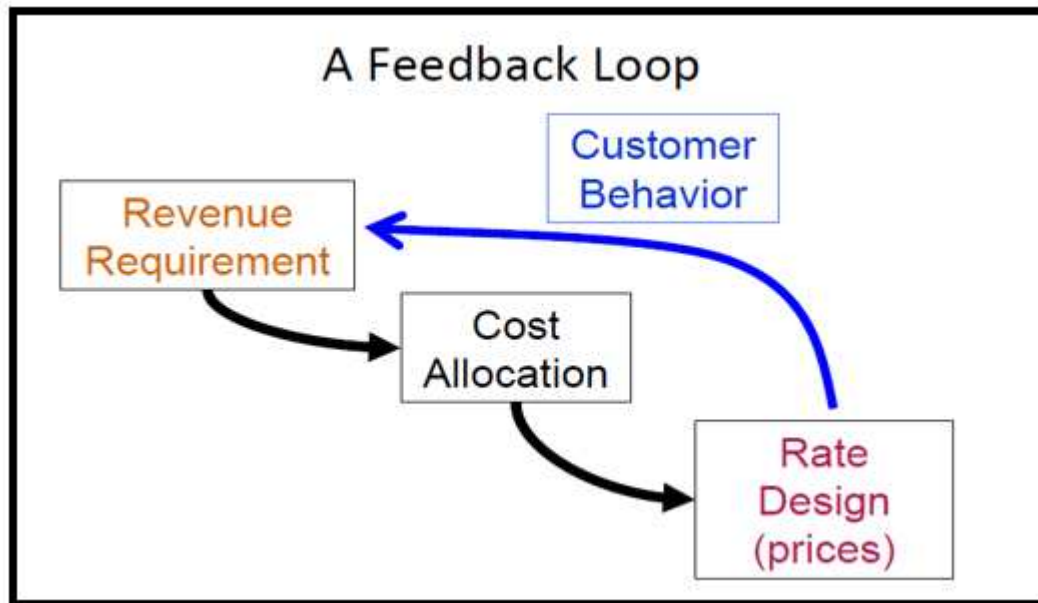 A Feedback Loop
Customer
Behavior
Revenue
Requirement
Cost
Allocation
Rate
Design
(prices)